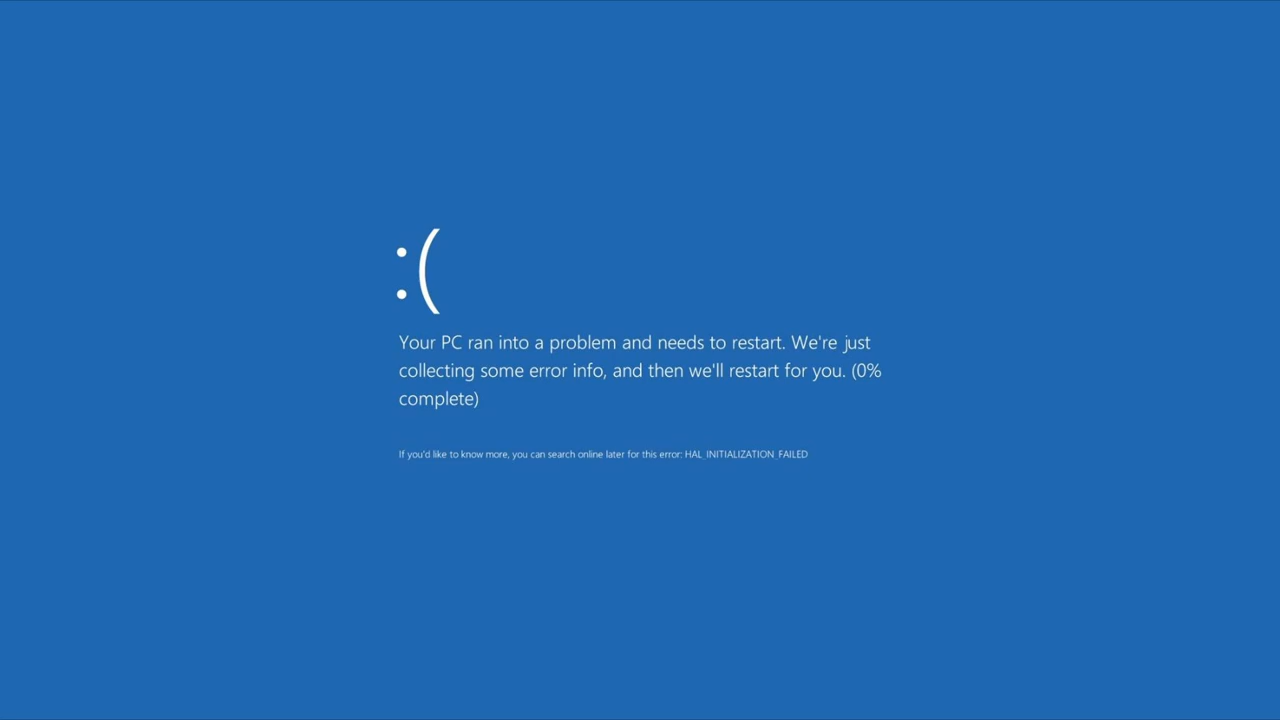 :(
Your PC ran into a problem and needs to restart. We're just
collecting some error info, and then we'll restart for you. (0%
complete)
If you'd like to know more, you can search online later for this error: HAL_INITIALIZATION_FAILED